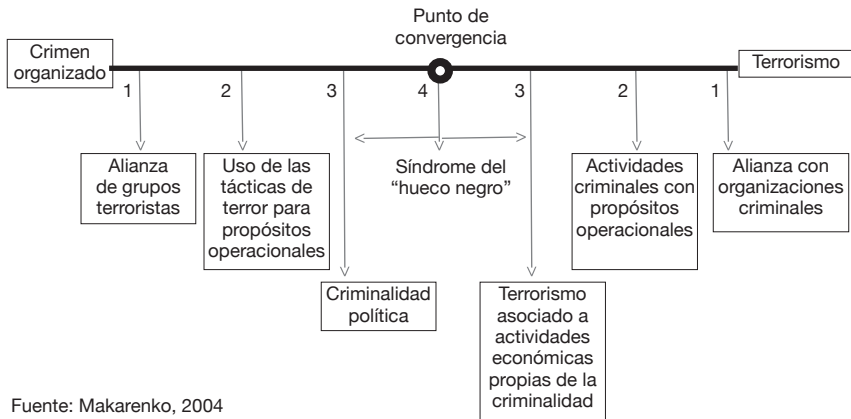 Punto de
convergencia
Crimen
organizado
Terrorismo
1
2
3
4
3
2
1
Alianza
de grupos
terroristas
Uso de las
tácticas de
terror para
propósitos
operacionales
Síndrome del
“hueco negro”
Actividades
criminales con
propósitos
operacionales
Alianza con
organizaciones
criminales
Criminalidad
política
Terrorismo
asociado a
actividades
económicas
propias de la
criminalidad
Fuente: Makarenko, 2004